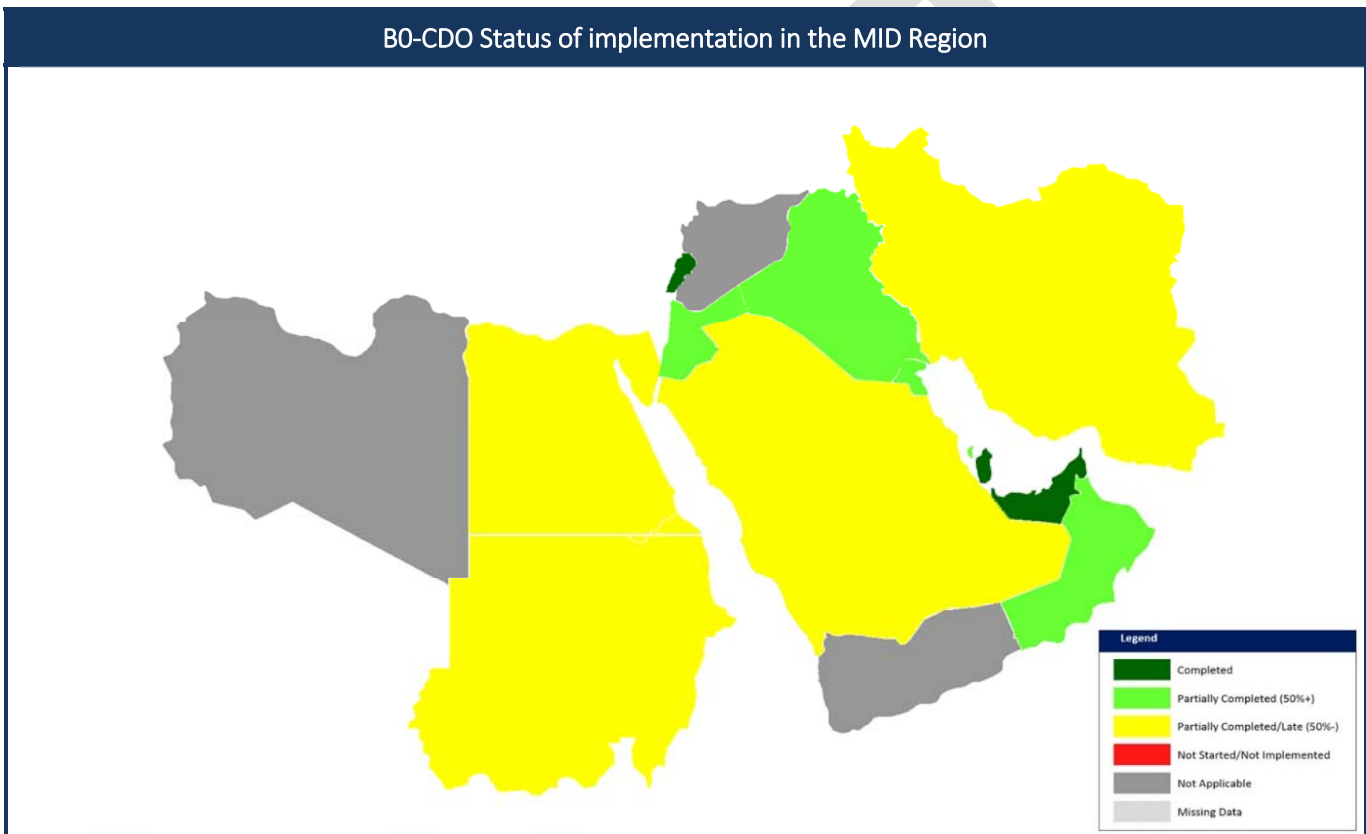 B0-CDO Status of implementation in the MID Region
Legend
Completed
Partially Completed (50%+)
Partially Completed/Late (50%-)
Not Started/Not Implemented
Not Applicable
Missing Data